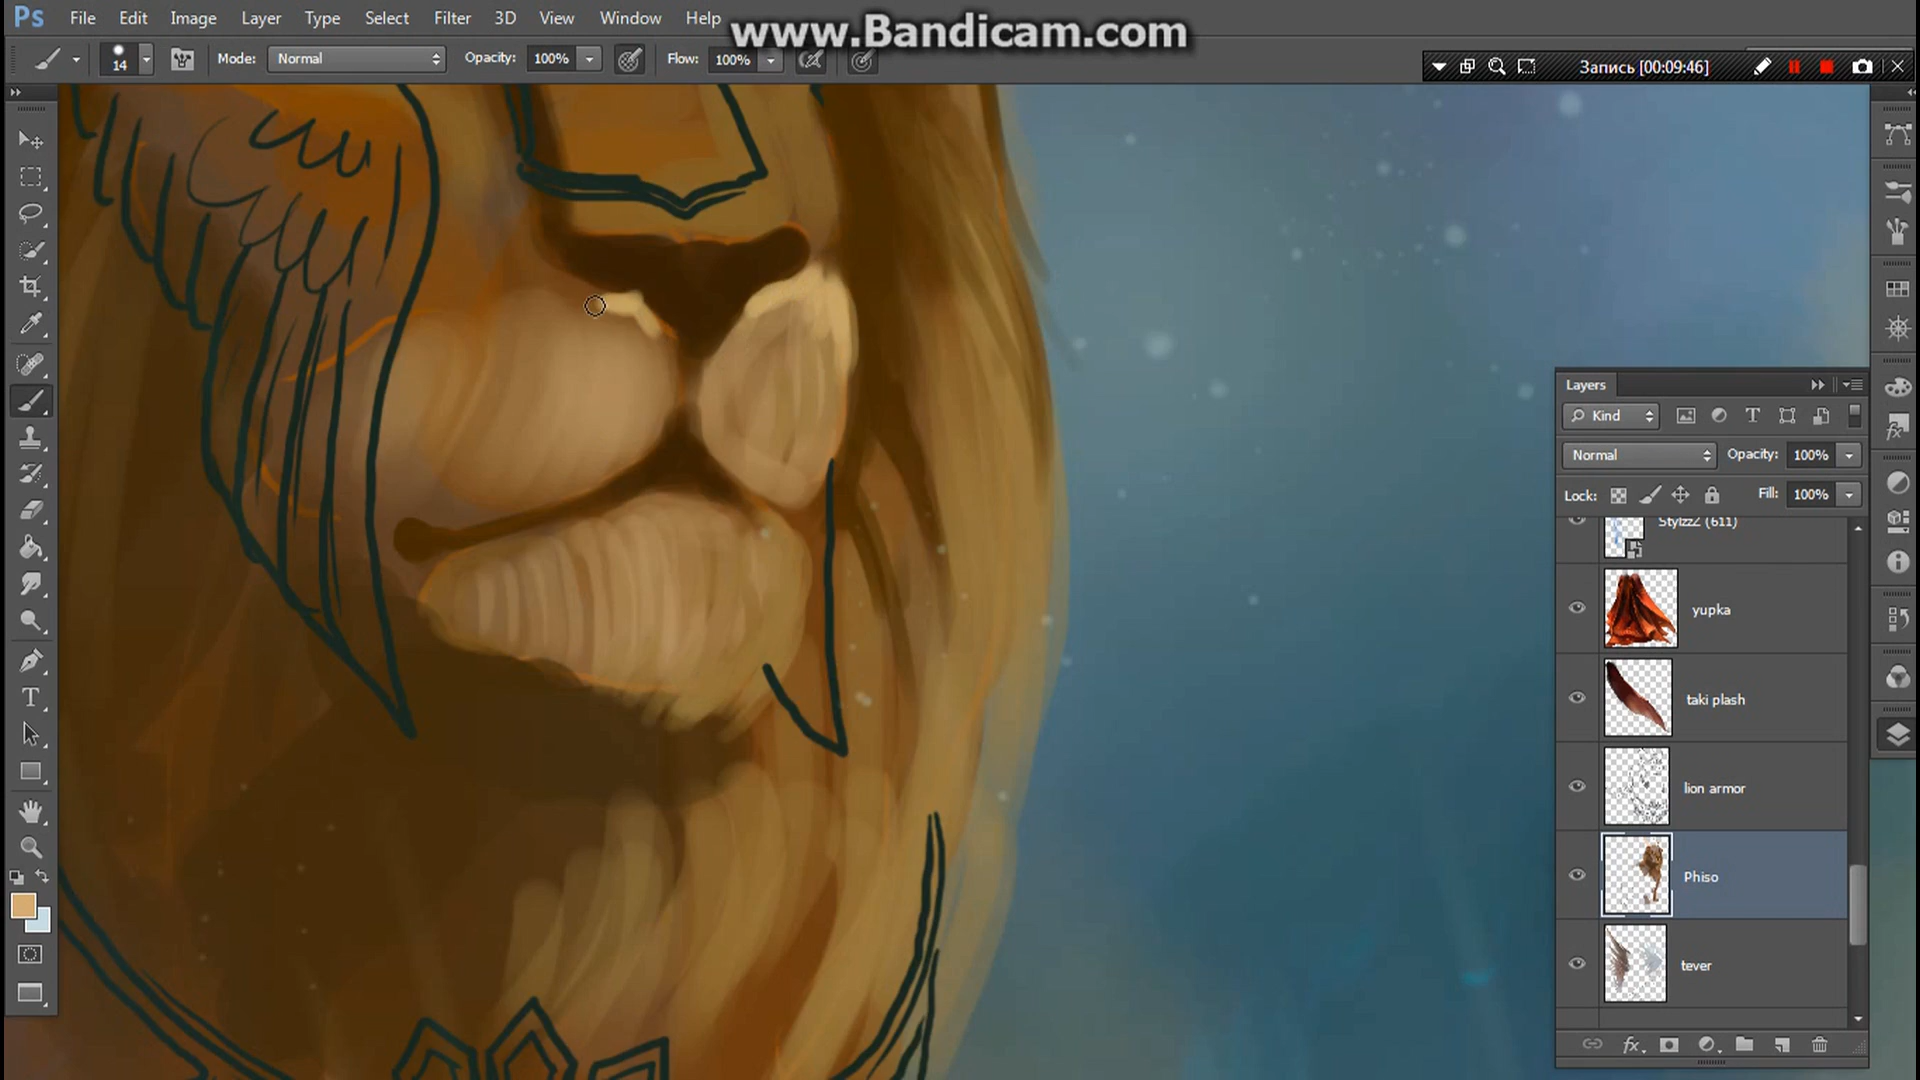 Ps File Edit Image Layer Type Select Filter 3D View Window Help
www.Bandicam.com
14 Mode: Normal Opacity: 100% Flow: 100%
Запись [00:09:46]
Layers
Kind
Normal Opacity: 100%
Lock: Fill: 100%
StylzzZ (611)
yupka
taki plash
lion armor
Phiso
tever